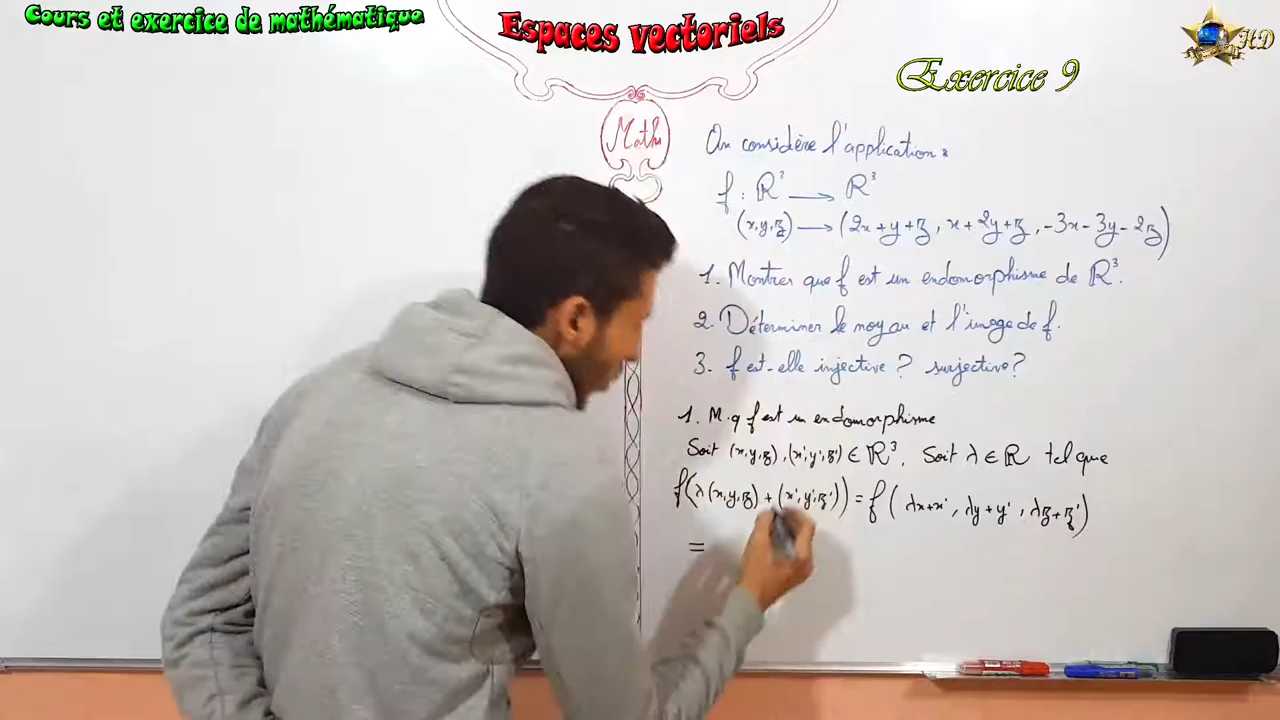 Cours et exercice de mathématique
Espaces vectoriels
HD
Exercice 9
Maths
On considère l'application :
f : ℝ³ → ℝ³
(x,y,z) → (2x+y+z, x+2y+z, -3x-3y-2z)
1. Montrer que f est un endomorphisme de ℝ³.
2. Déterminer le noyau et l'image de f.
3. f est-elle injective ? surjective ?
1. M.q f est un endomorphisme
Soit (x,y,z), (x',y',z') ∈ ℝ³. Soit λ ∈ ℝ tel que
f(λ(x,y,z) + (x',y',z')) = f(λx+x', λy+y', λz+z')
=